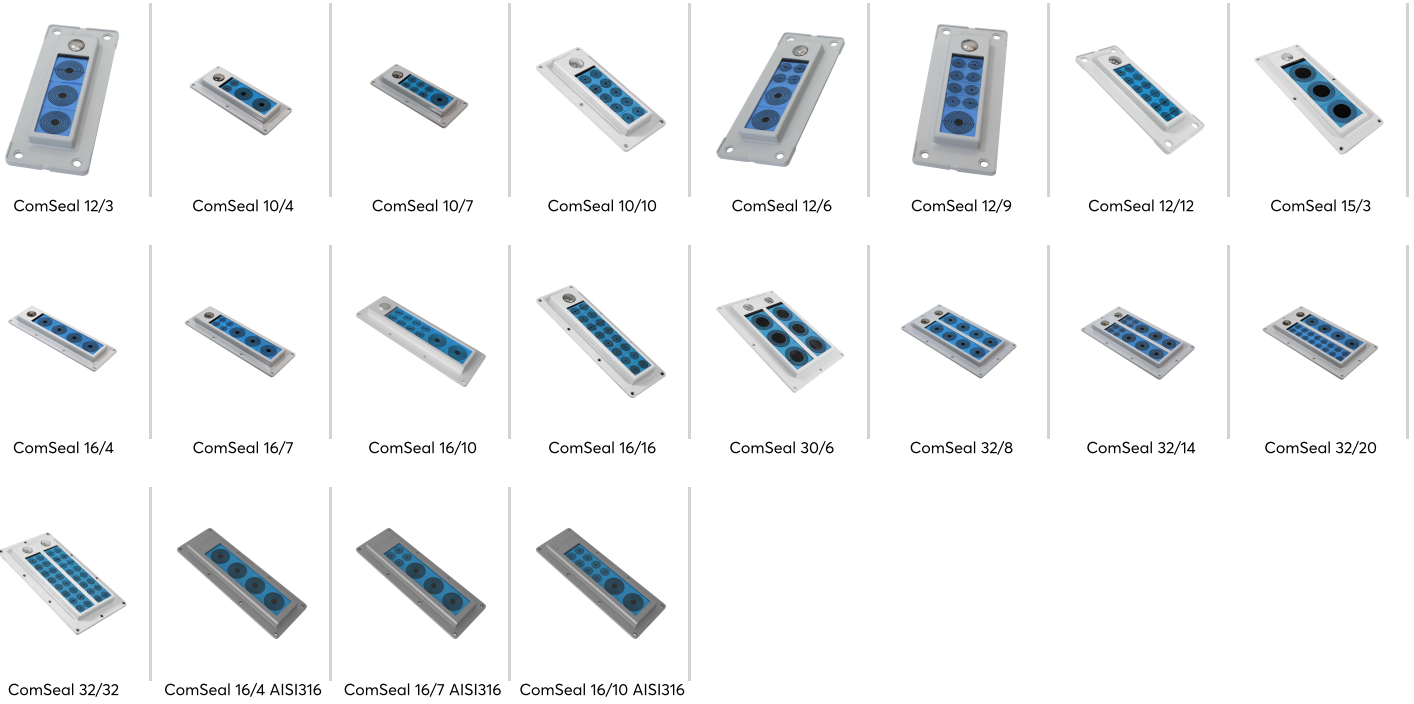 ComSeal 12/3
ComSeal 10/4
ComSeal 10/7
ComSeal 10/10
ComSeal 12/6
ComSeal 12/9
ComSeal 12/12
ComSeal 15/3
ComSeal 16/4
ComSeal 16/7
ComSeal 16/10
ComSeal 16/16
ComSeal 30/6
ComSeal 32/8
ComSeal 32/14
ComSeal 32/20
ComSeal 32/32
ComSeal 16/4 AISI316
ComSeal 16/7 AISI316
ComSeal 16/10 AISI316